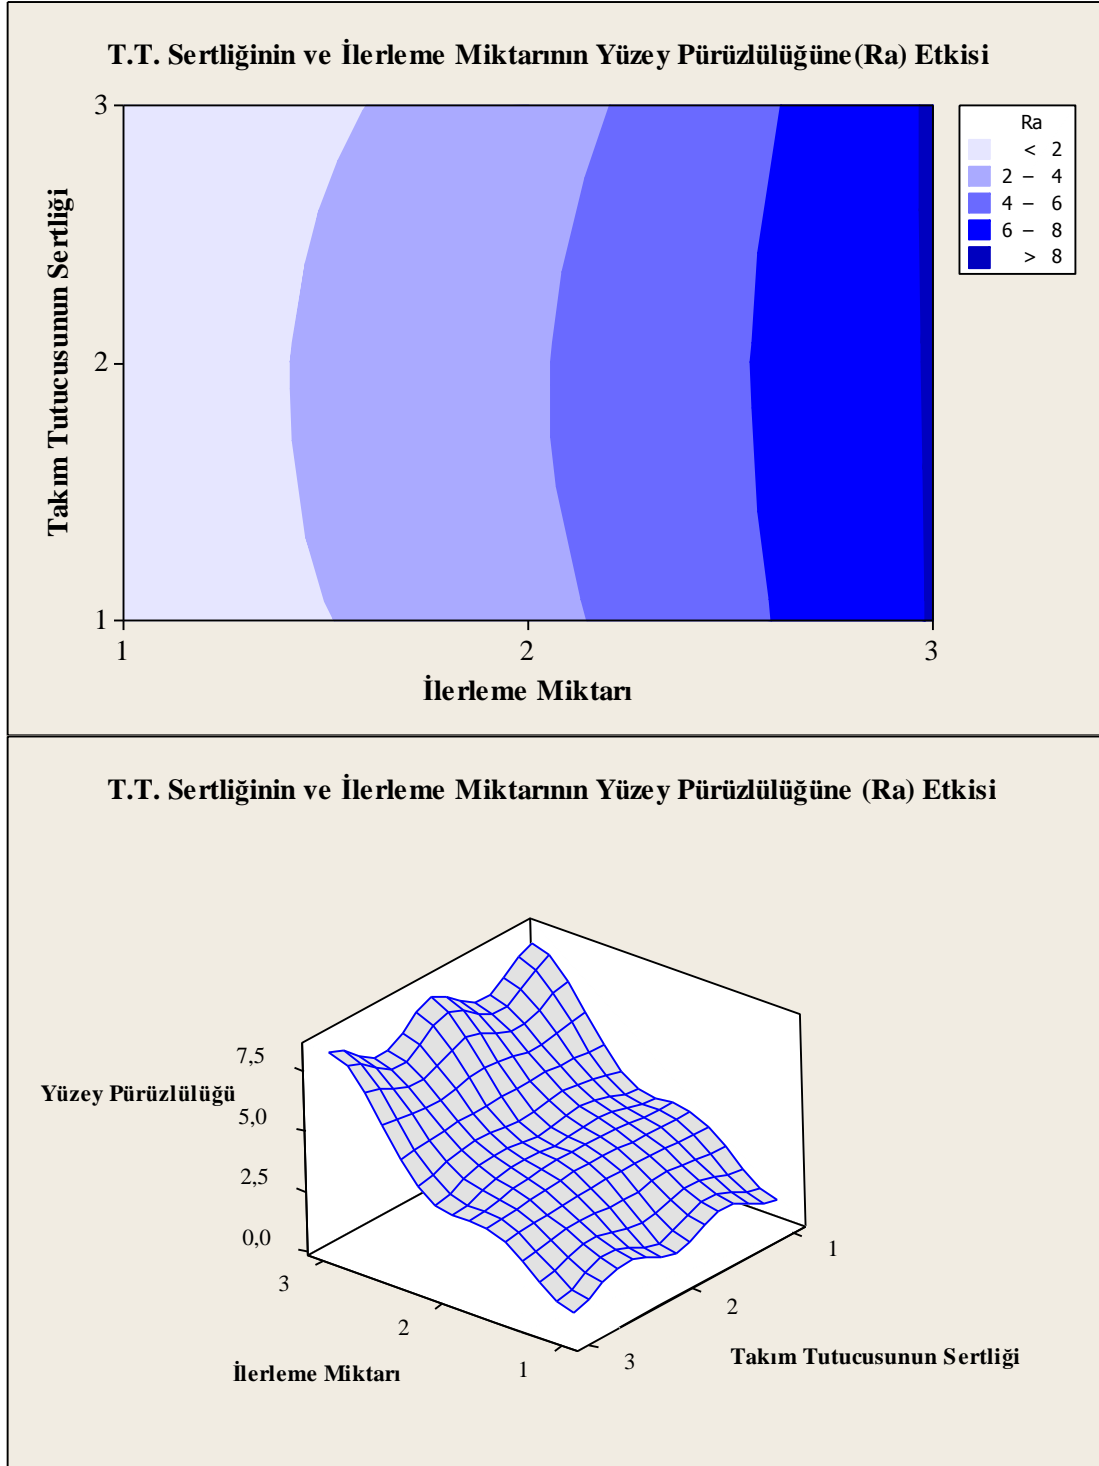 T.T. Sertliğinin ve İlerleme Miktarının Yüzey Pürüzlülüğüne(Ra) Etkisi
3
2
1
Takım Tutucusunun Sertliği
1 2 3
İlerleme Miktarı
Ra
< 2
2 – 4
4 – 6
6 – 8
> 8
T.T. Sertliğinin ve İlerleme Miktarının Yüzey Pürüzlülüğüne (Ra) Etkisi
Yüzey Pürüzlülüğü
7,5
5,0
2,5
0,0
3
2
1
İlerleme Miktarı
1
2
3
Takım Tutucusunun Sertliği